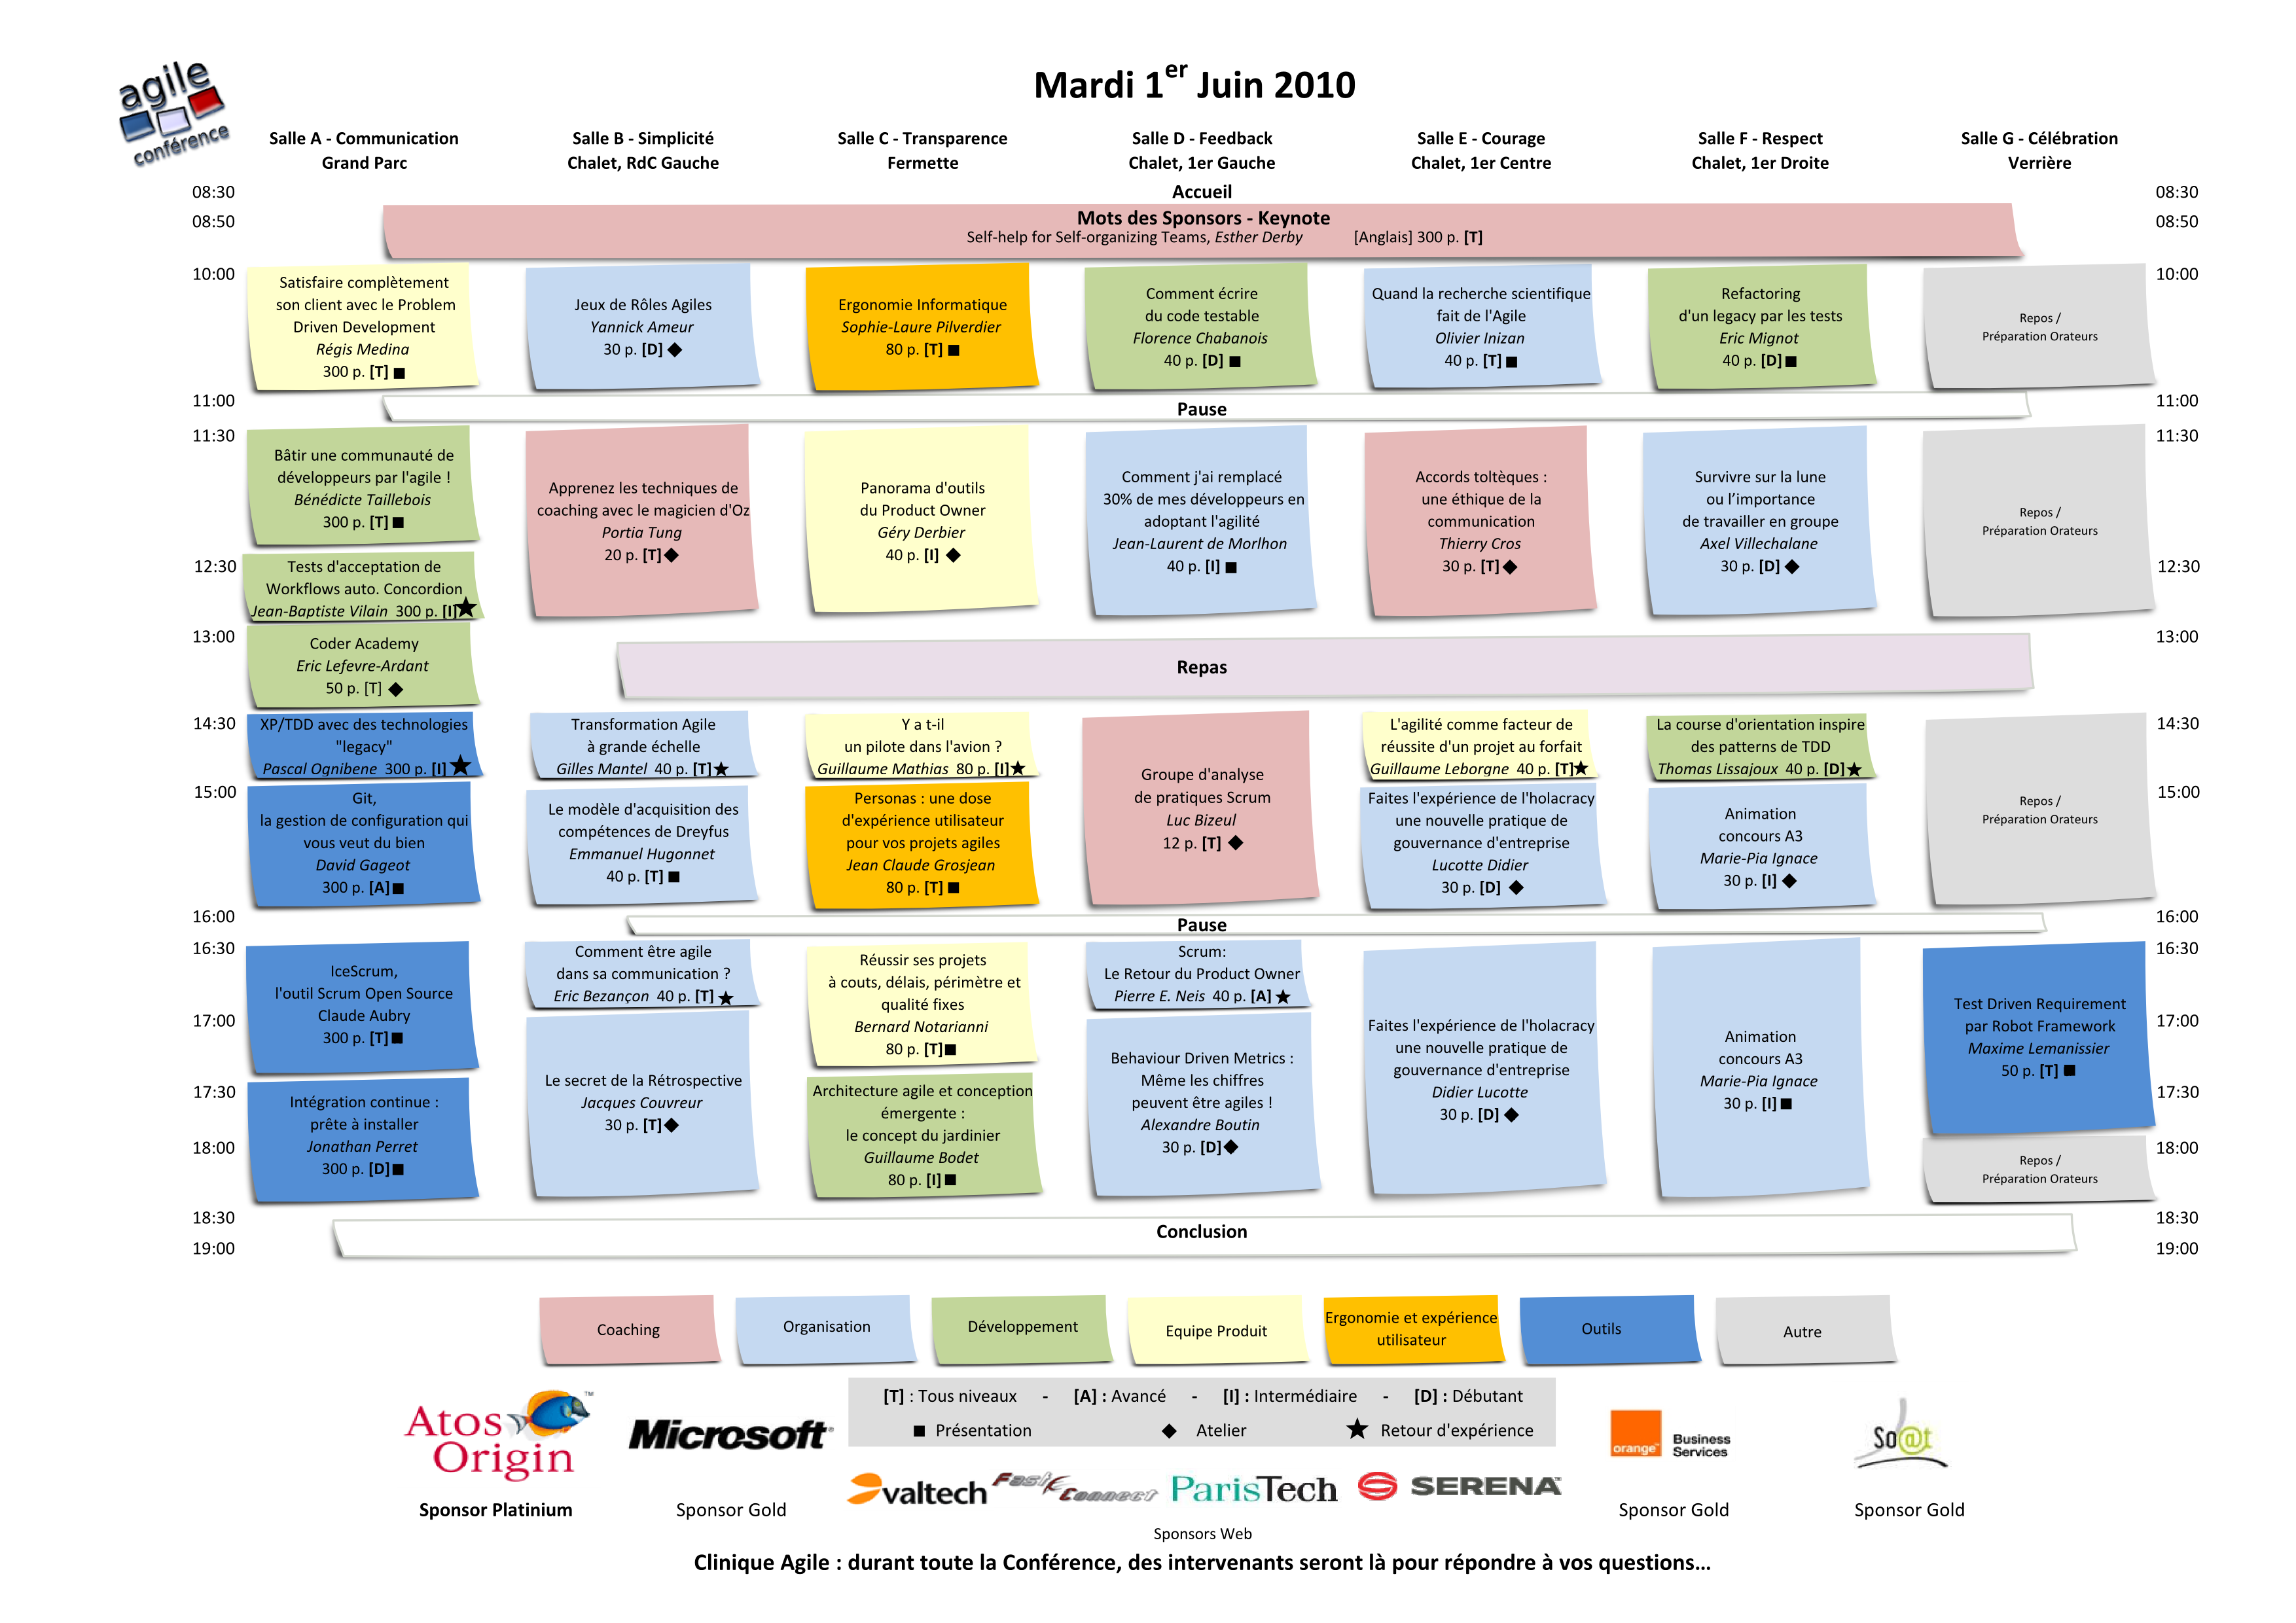 agile
conférence
Mardi 1er Juin 2010
Salle A - Communication
Grand Parc
Salle B - Simplicité
Chalet, RdC Gauche
Salle C - Transparence
Fermette
Salle D - Feedback
Chalet, 1er Gauche
Salle E - Courage
Chalet, 1er Centre
Salle F - Respect
Chalet, 1er Droite
Salle G - Célébration
Verrière
08:30
Accueil
08:30
08:50
Mots des Sponsors - Keynote
Self-help for Self-organizing Teams, Esther Derby [Anglais] 300 p. [T]
08:50
10:00
Satisfaire complètement
son client avec le Problem
Driven Development
Régis Medina
300 p. [T] ■
Jeux de Rôles Agiles
Yannick Ameur
30 p. [D] ◆
Ergonomie Informatique
Sophie-Laure Pilverdier
80 p. [T] ■
Comment écrire
du code testable
Florence Chabanois
40 p. [D] ■
Quand la recherche scientifique
fait de l'Agile
Olivier Inizan
40 p. [T] ■
Refactoring
d'un legacy par les tests
Eric Mignot
40 p. [D] ■
Repos /
Préparation Orateurs
10:00
11:00
Pause
11:00
11:30
Bâtir une communauté de
développeurs par l'agile !
Bénédicte Taillebois
300 p. [T] ■
Apprenez les techniques de
coaching avec le magicien d'Oz
Portia Tung
20 p. [T] ◆
Panorama d'outils
du Product Owner
Géry Derbier
40 p. [I] ◆
Comment j'ai remplacé
30% de mes développeurs en
adoptant l'agilité
Jean-Laurent de Morlhon
40 p. [I] ■
Accords toltèques :
une éthique de la
communication
Thierry Cros
30 p. [T] ◆
Survivre sur la lune
ou l’importance
de travailler en groupe
Axel Villechalane
30 p. [D] ◆
Repos /
Préparation Orateurs
11:30
12:30
Tests d'acceptation de
Workflows auto. Concordion
Jean-Baptiste Vilain 300 p. [I] ★
12:30
13:00
Coder Academy
Eric Lefevre-Ardant
50 p. [T] ◆
Repas
13:00
14:30
XP/TDD avec des technologies
"legacy"
Pascal Ognibene 300 p. [I] ★
Transformation Agile
à grande échelle
Gilles Mantel 40 p. [T] ★
Y a t-il
un pilote dans l'avion ?
Guillaume Mathias 80 p. [I] ★
Groupe d'analyse
de pratiques Scrum
Luc Bizeul
12 p. [T] ◆
L'agilité comme facteur de
réussite d'un projet au forfait
Guillaume Leborgne 40 p. [T] ★
La course d'orientation inspire
des patterns de TDD
Thomas Lissajoux 40 p. [D] ★
Repos /
Préparation Orateurs
14:30
15:00
Git,
la gestion de configuration qui
vous veut du bien
David Gageot
300 p. [A] ■
Le modèle d'acquisition des
compétences de Dreyfus
Emmanuel Hugonnet
40 p. [T] ■
Personas : une dose
d'expérience utilisateur
pour vos projets agiles
Jean Claude Grosjean
80 p. [T] ■
Faites l'expérience de l'holacracy
une nouvelle pratique de
gouvernance d'entreprise
Lucotte Didier
30 p. [D] ◆
Animation
concours A3
Marie-Pia Ignace
30 p. [I] ◆
15:00
16:00
Pause
16:00
16:30
IceScrum,
l'outil Scrum Open Source
Claude Aubry
300 p. [T] ■
Comment être agile
dans sa communication ?
Eric Bezançon 40 p. [T] ★
Réussir ses projets
à couts, délais, périmètre et
qualité fixes
Bernard Notarianni
80 p. [T] ■
Scrum:
Le Retour du Product Owner
Pierre E. Neis 40 p. [A] ★
Faites l'expérience de l'holacracy
une nouvelle pratique de
gouvernance d'entreprise
Didier Lucotte
30 p. [D] ◆
Animation
concours A3
Marie-Pia Ignace
30 p. [I] ■
Test Driven Requirement
par Robot Framework
Maxime Lemanissier
50 p. [T] ■
16:30
17:00
Le secret de la Rétrospective
Jacques Couvreur
30 p. [T] ◆
Behaviour Driven Metrics :
Même les chiffres
peuvent être agiles !
Alexandre Boutin
30 p. [D] ◆
17:00
17:30
Intégration continue :
prête à installer
Jonathan Perret
300 p. [D] ■
Architecture agile et conception
émergente :
le concept du jardinier
Guillaume Bodet
80 p. [I] ■
17:30
18:00
Repos /
Préparation Orateurs
18:00
18:30
Conclusion
18:30
19:00
19:00
Coaching
Organisation
Développement
Equipe Produit
Ergonomie et expérience
utilisateur
Outils
Autre
[T] : Tous niveaux - [A] : Avancé - [I] : Intermédiaire - [D] : Débutant
■ Présentation ◆ Atelier ★ Retour d'expérience
Atos
Origin
™
Sponsor Platinium
Microsoft
Sponsor Gold
valtech
Fast Connect
ParisTech
SERENA
Sponsors Web
orange
Business
Services
Sponsor Gold
So@t
Sponsor Gold
Clinique Agile : durant toute la Conférence, des intervenants seront là pour répondre à vos questions…